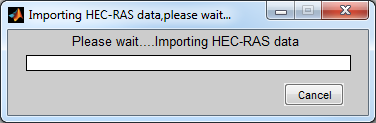 Importing HEC-RAS data,please wait...
Please wait....Importing HEC-RAS data
Cancel